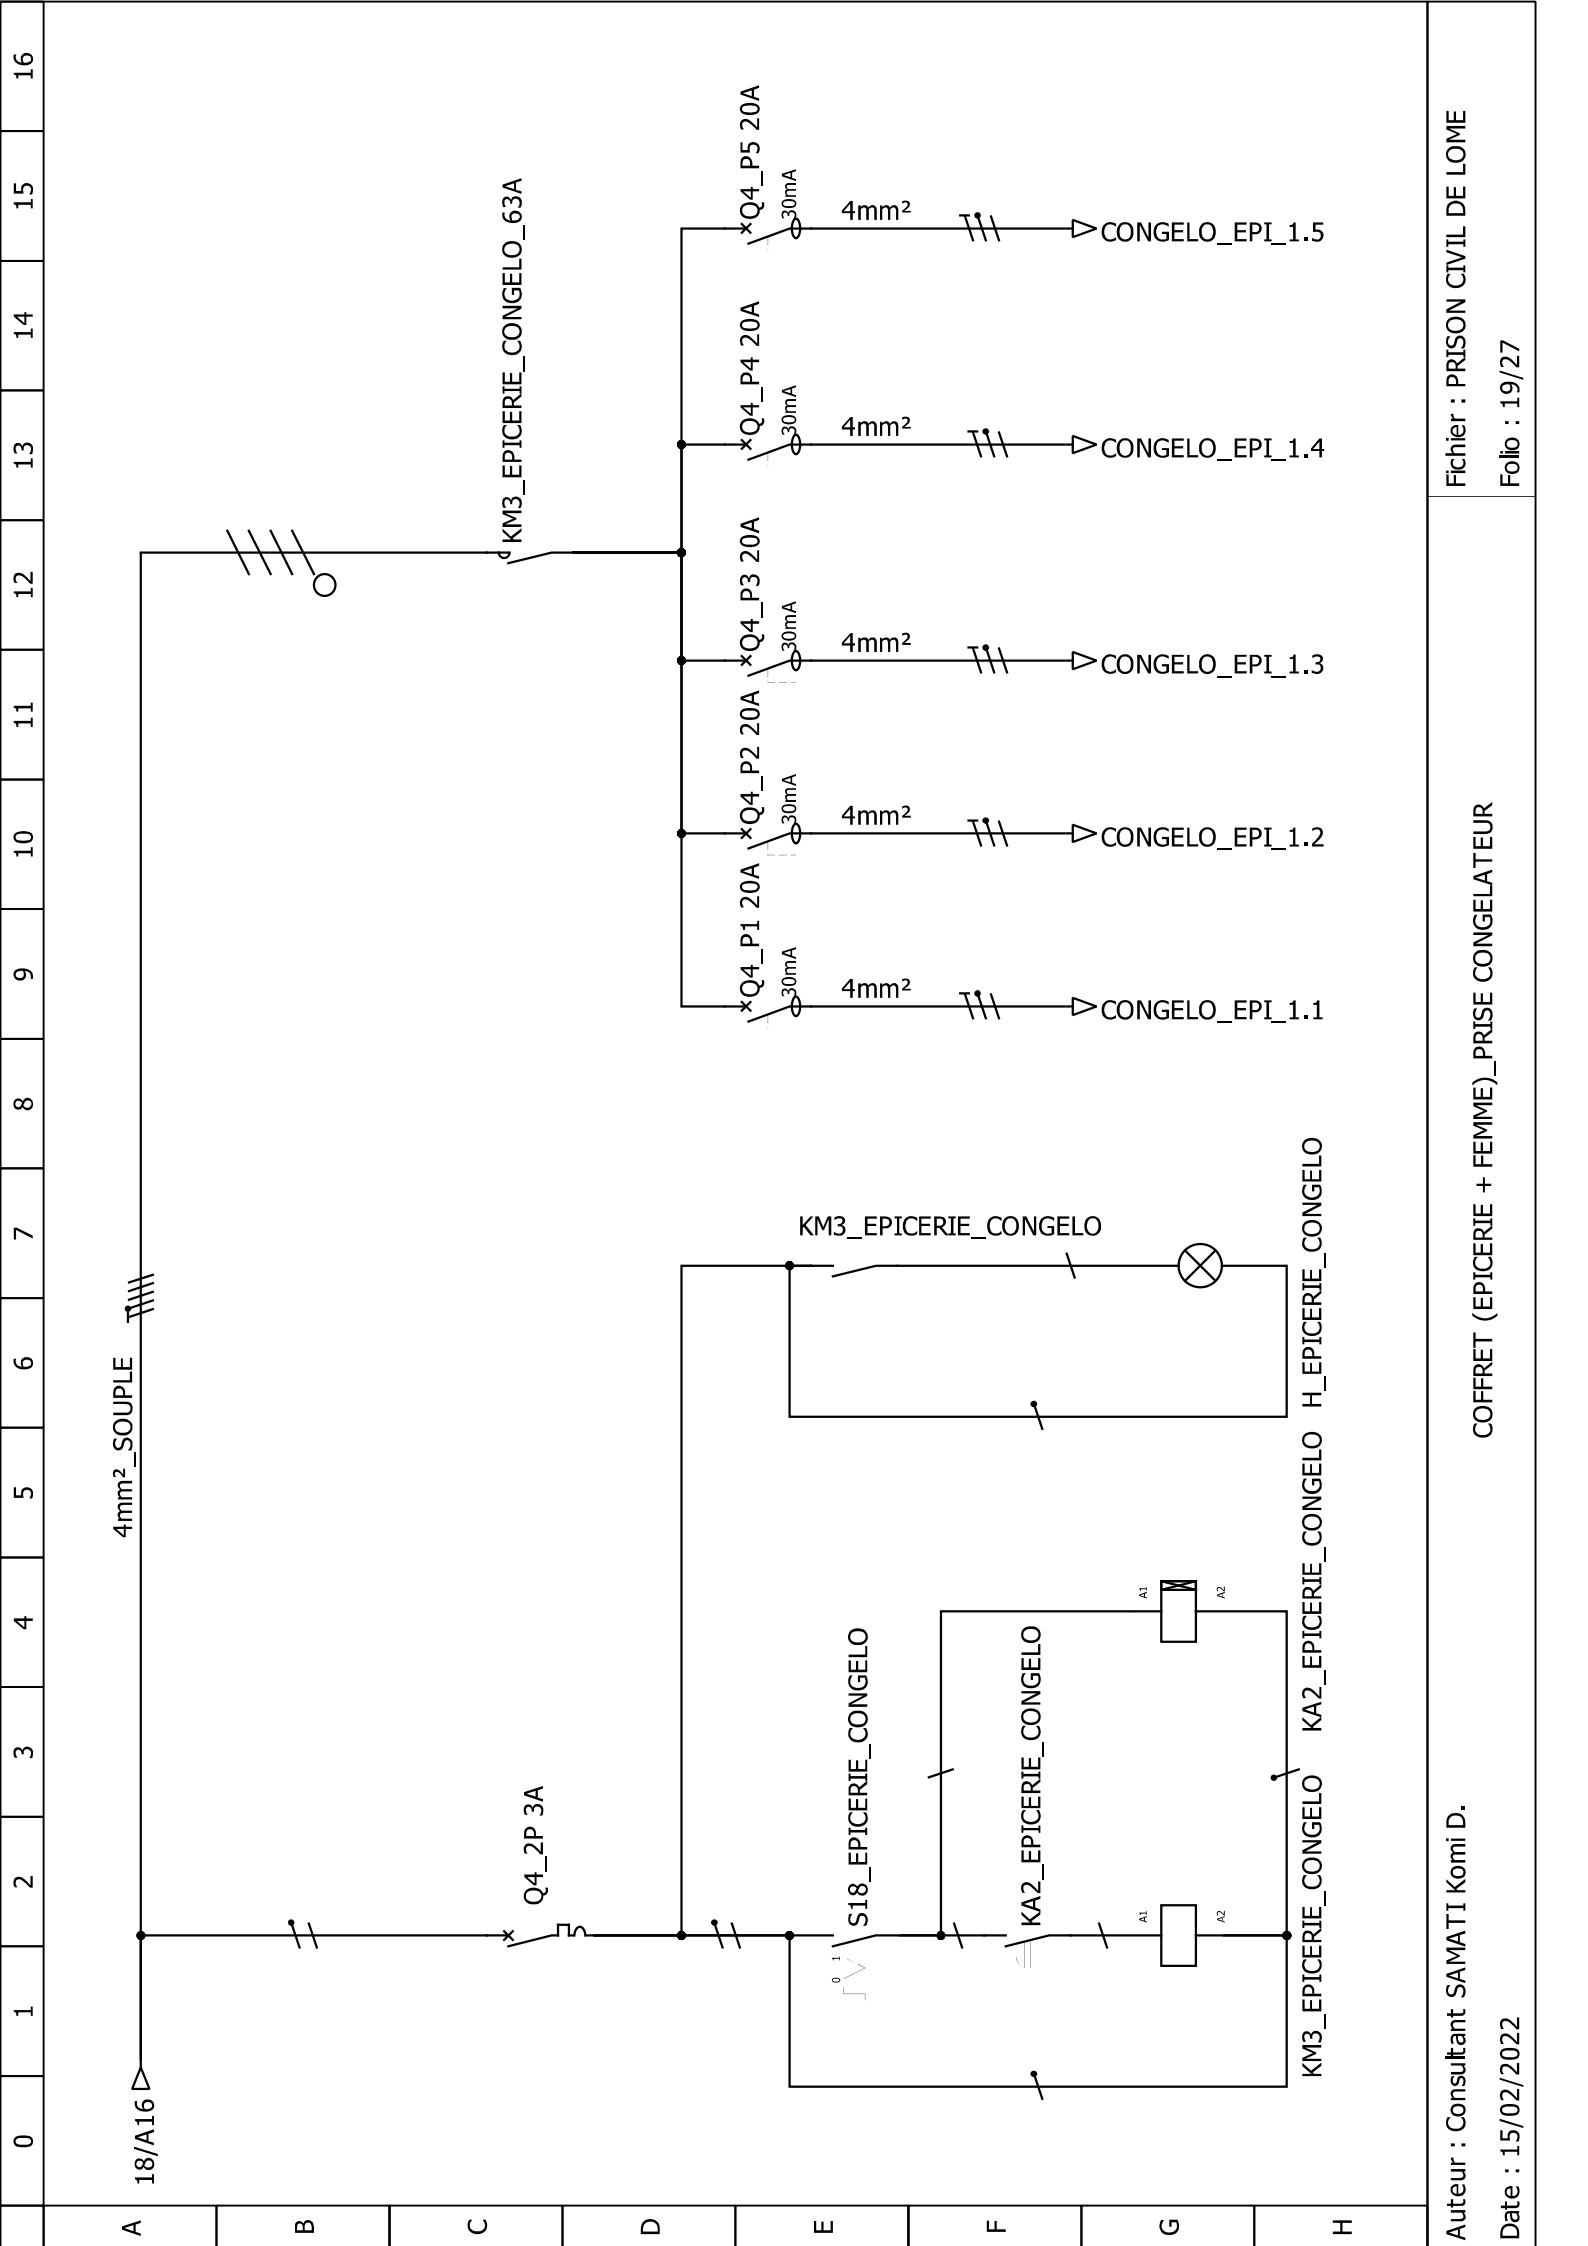 0 1 2 3 4 5 6 7 8 9 10 11 12 13 14 15 16
A
B
C
D
E
F
G
H
18/A16
4mm²_SOUPLE
Q4_2P 3A
KM3_EPICERIE_CONGELO_63A
Q4_P1 20A
30mA
Q4_P2 20A
30mA
Q4_P3 20A
30mA
Q4_P4 20A
30mA
Q4_P5 20A
30mA
4mm²
4mm²
4mm²
4mm²
4mm²
S18_EPICERIE_CONGELO
0 1
KM3_EPICERIE_CONGELO
KA2_EPICERIE_CONGELO
A1
A2
A1
A2
CONGELO_EPI_1.1
CONGELO_EPI_1.2
CONGELO_EPI_1.3
CONGELO_EPI_1.4
CONGELO_EPI_1.5
KM3_EPICERIE_CONGELO
KA2_EPICERIE_CONGELO
H_EPICERIE_CONGELO
Auteur : Consultant SAMATI Komi D.
Date : 15/02/2022
COFFRET (EPICERIE + FEMME)_PRISE CONGELATEUR
Fichier : PRISON CIVIL DE LOME
Folio : 19/27